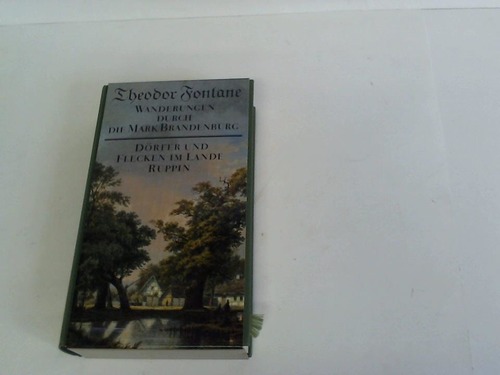 Theodor Fontane
WANDERUNGEN
DURCH
DIE MARK BRANDENBURG
DÖRFER UND
FLECKEN IM LANDE
RUPPIN